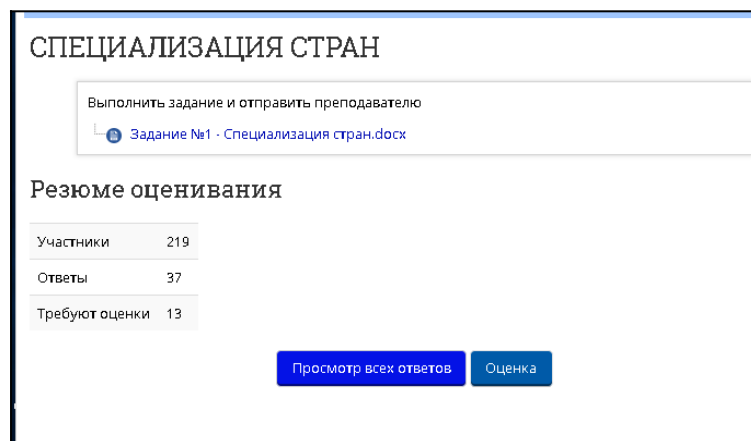 СПЕЦИАЛИЗАЦИЯ СТРАН
Выполнить задание и отправить преподавателю
Задание №1 - Специализация стран.docx
Резюме оценивания
Участники 219
Ответы 37
Требуют оценки 13
Просмотр всех ответов Оценка